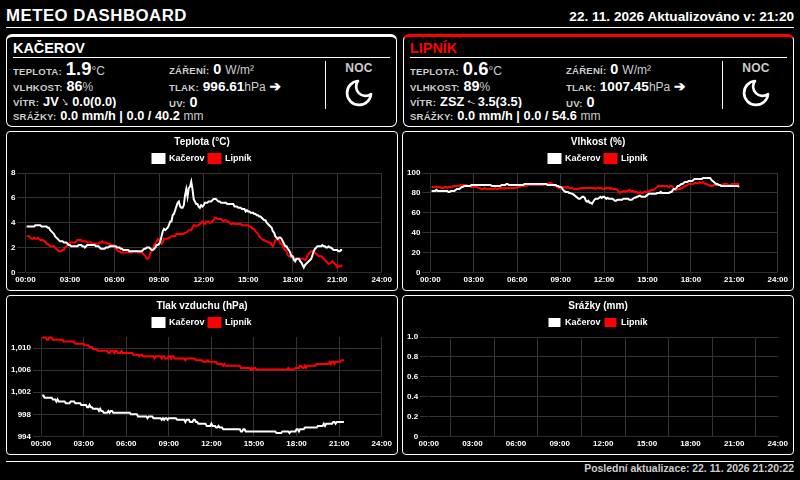 METEO DASHBOARD
22. 11. 2026 Aktualizováno v: 21:20
KAČEROV
TEPLOTA: 1.9°C
ZÁŘENÍ: 0 W/m²
NOC
VLHKOST: 86%
TLAK: 996.61hPa ➔
VÍTR: JV → 0.0(0.0)
UV: 0
SRÁŽKY: 0.0 mm/h | 0.0 / 40.2 mm
LIPNÍK
TEPLOTA: 0.6°C
ZÁŘENÍ: 0 W/m²
NOC
VLHKOST: 89%
TLAK: 1007.45hPa ➔
VÍTR: ZSZ → 3.5(3.5)
UV: 0
SRÁŽKY: 0.0 mm/h | 0.0 / 54.6 mm
Teplota (°C)
Kačerov Lipník
8
6
4
2
0
00:00 03:00 06:00 09:00 12:00 15:00 18:00 21:00 24:00
Vlhkost (%)
Kačerov Lipník
100
80
60
40
20
0
00:00 03:00 06:00 09:00 12:00 15:00 18:00 21:00 24:00
Tlak vzduchu (hPa)
Kačerov Lipník
1,010
1,006
1,002
998
994
00:00 03:00 06:00 09:00 12:00 15:00 18:00 21:00 24:00
Srážky (mm)
Kačerov Lipník
1.0
0.8
0.6
0.4
0.2
0
00:00 03:00 06:00 09:00 12:00 15:00 18:00 21:00 24:00
Poslední aktualizace: 22. 11. 2026 21:20:22